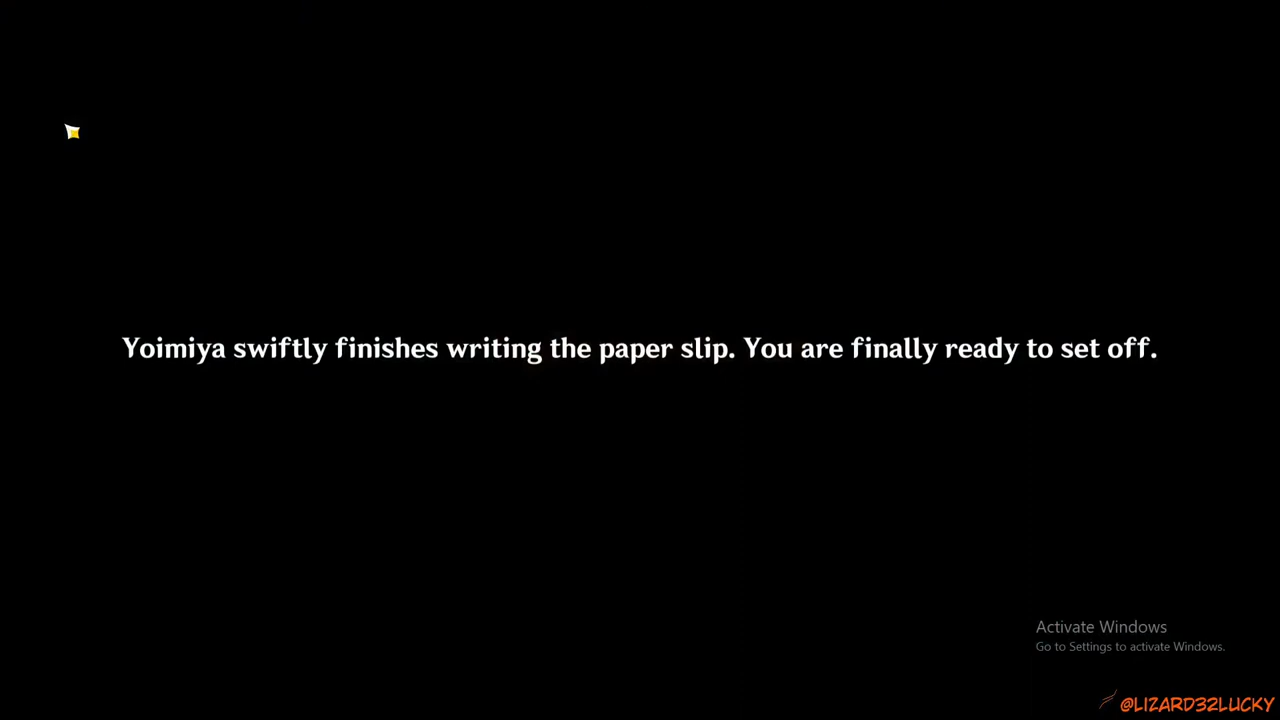 Yoimiya swiftly finishes writing the paper slip. You are finally ready to set off.
Activate Windows
Go to Settings to activate Windows.
@LIZARD32LUCKY